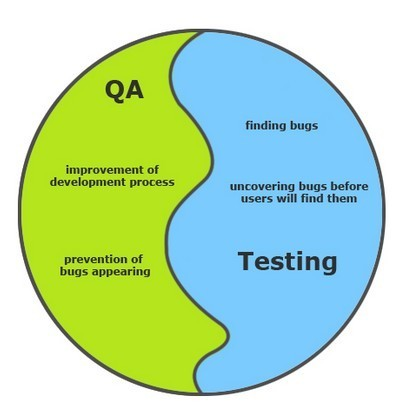 QA
improvement of
development process
prevention of
bugs appearing
finding bugs
uncovering bugs before
users will find them
Testing